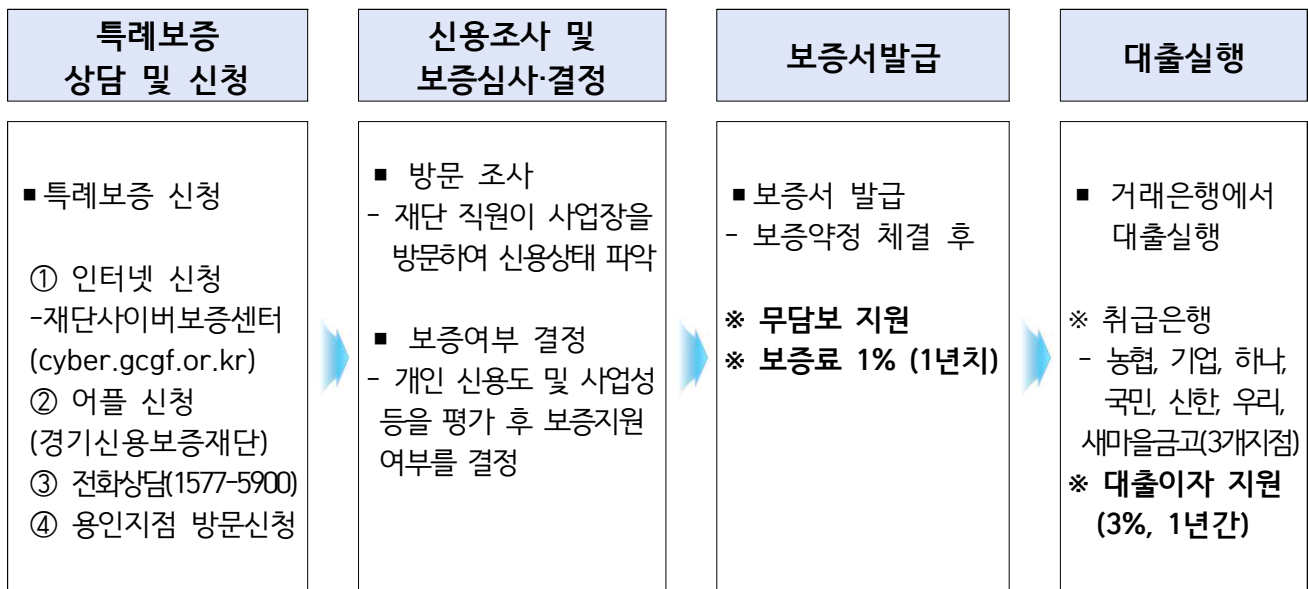 특례보증
상담 및 신청
신용조사 및
보증심사·결정
보증서발급
대출실행
■ 특례보증 신청
① 인터넷 신청
-재단사이버보증센터
(cyber.gcgf.or.kr)
② 어플 신청
(경기신용보증재단)
③ 전화상담(1577-5900)
④ 용인지점 방문신청
■ 방문 조사
- 재단 직원이 사업장을
방문하여 신용상태 파악
■ 보증여부 결정
- 개인 신용도 및 사업성
등을 평가 후 보증지원
여부를 결정
■ 보증서 발급
- 보증약정 체결 후
※ 무담보 지원
※ 보증료 1% (1년치)
■ 거래은행에서
대출실행
※ 취급은행
- 농협, 기업, 하나,
국민, 신한, 우리,
새마을금고(3개지점)
※ 대출이자 지원
(3%, 1년간)